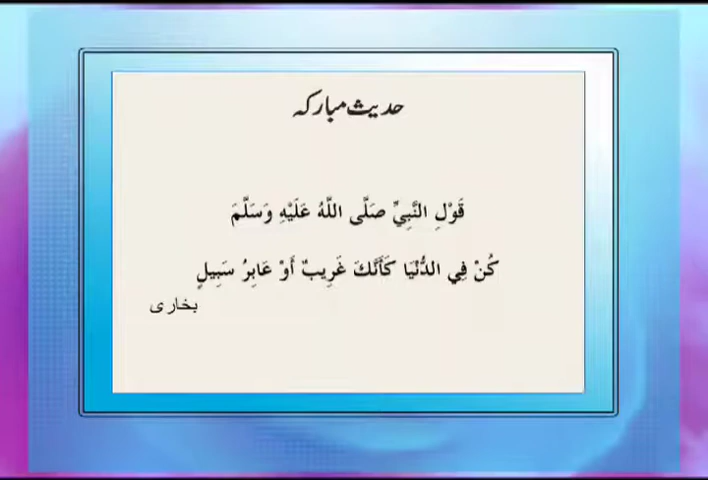 حدیث مبارکہ
قَوْلِ النَّبِيِّ صَلَّى اللَّهُ عَلَيْهِ وَسَلَّمَ
كُنْ فِي الدُّنْيَا كَأَنَّكَ غَرِيبٌ أَوْ عَابِرُ سَبِيلٍ
بخاری